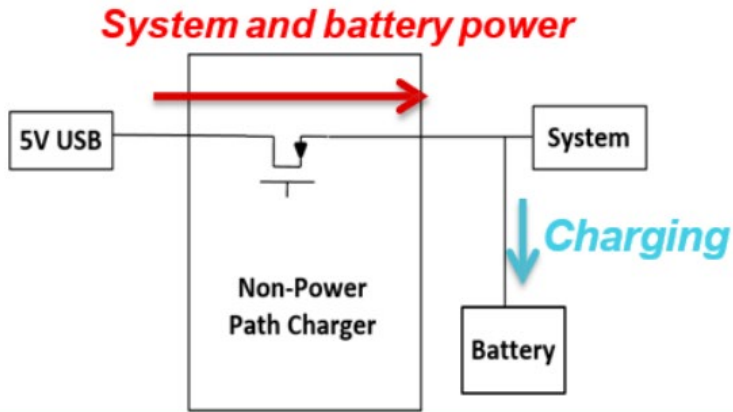 System and battery power
5V USB
System
Charging
Non-Power
Path Charger
Battery